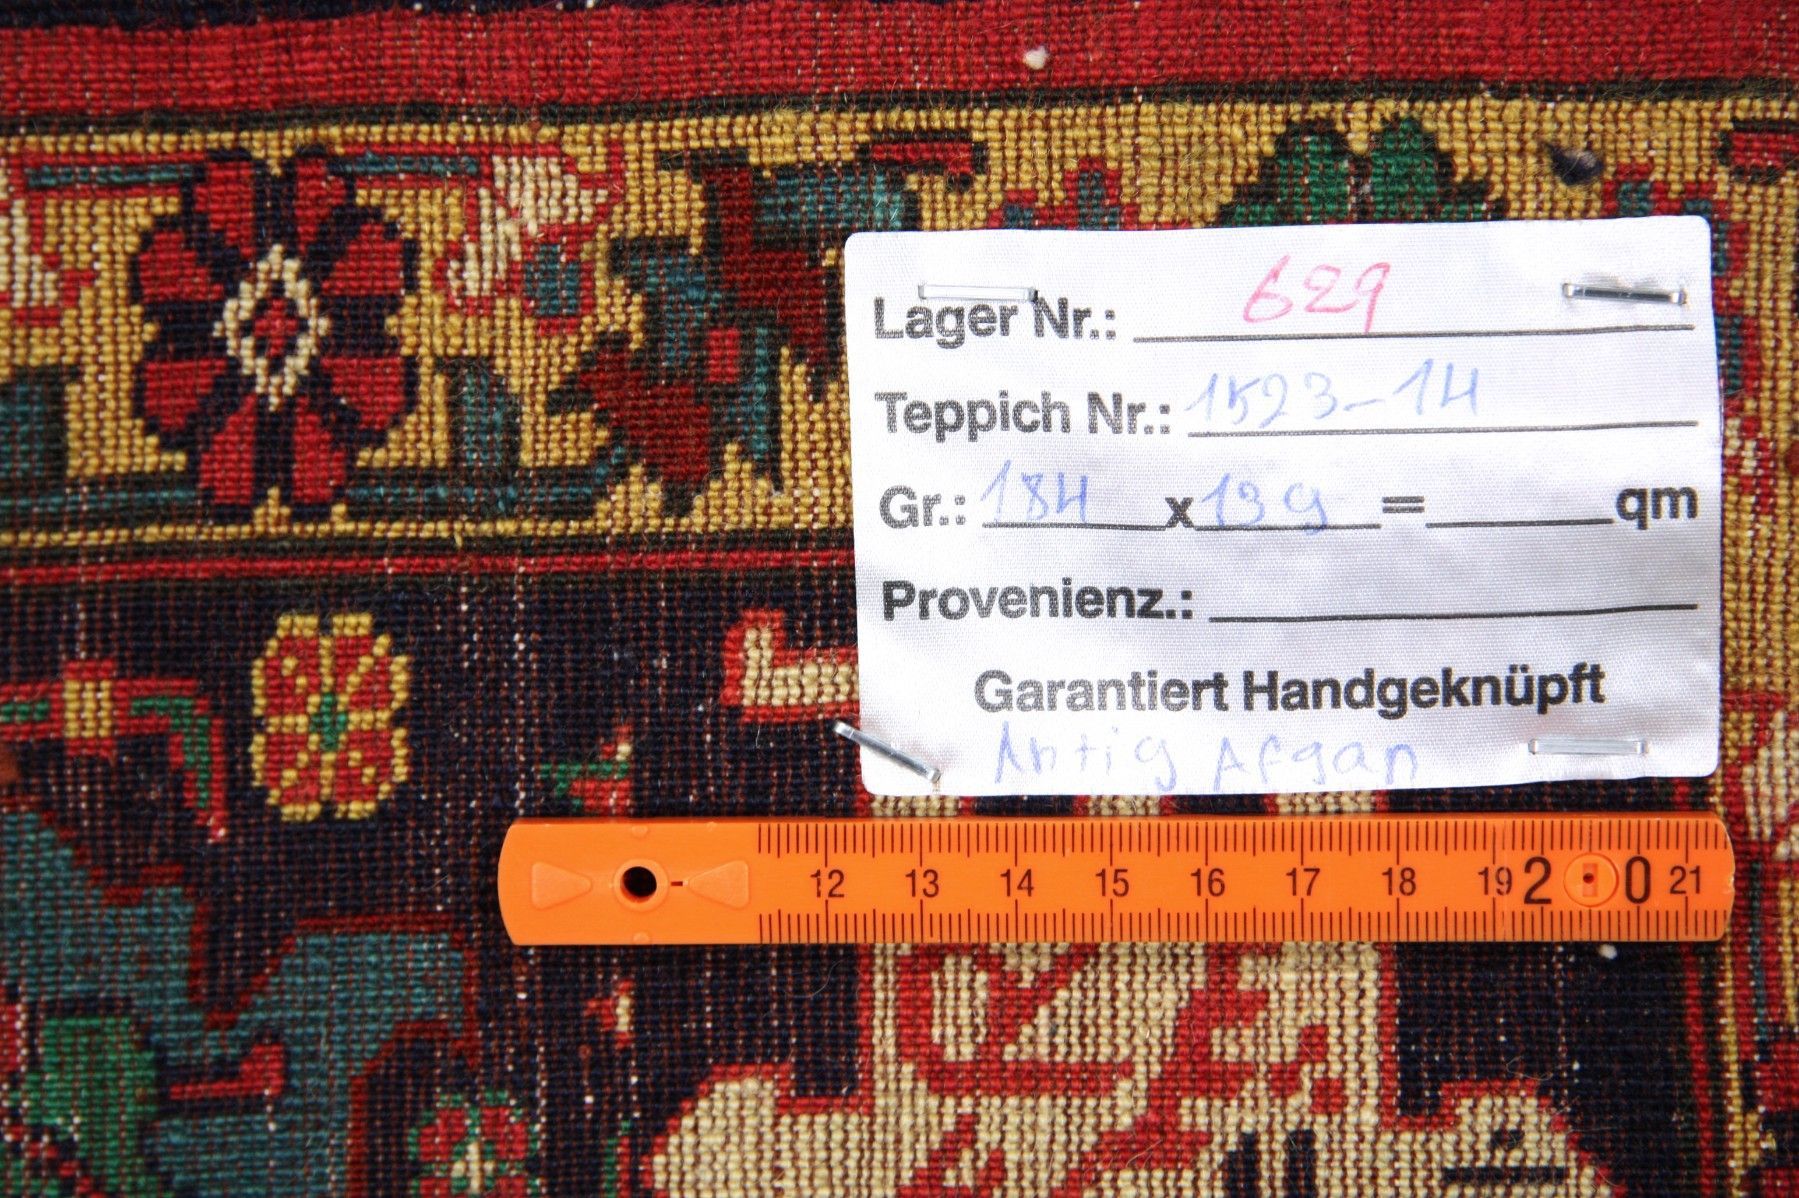 Lager Nr.: 629
Teppich Nr.: 1523-14
Gr.: 184 x 139 = qm
Provenienz.:
Garantiert Handgeknüpft
Antig Afgan
12 13 14 15 16 17 18 19 20 21